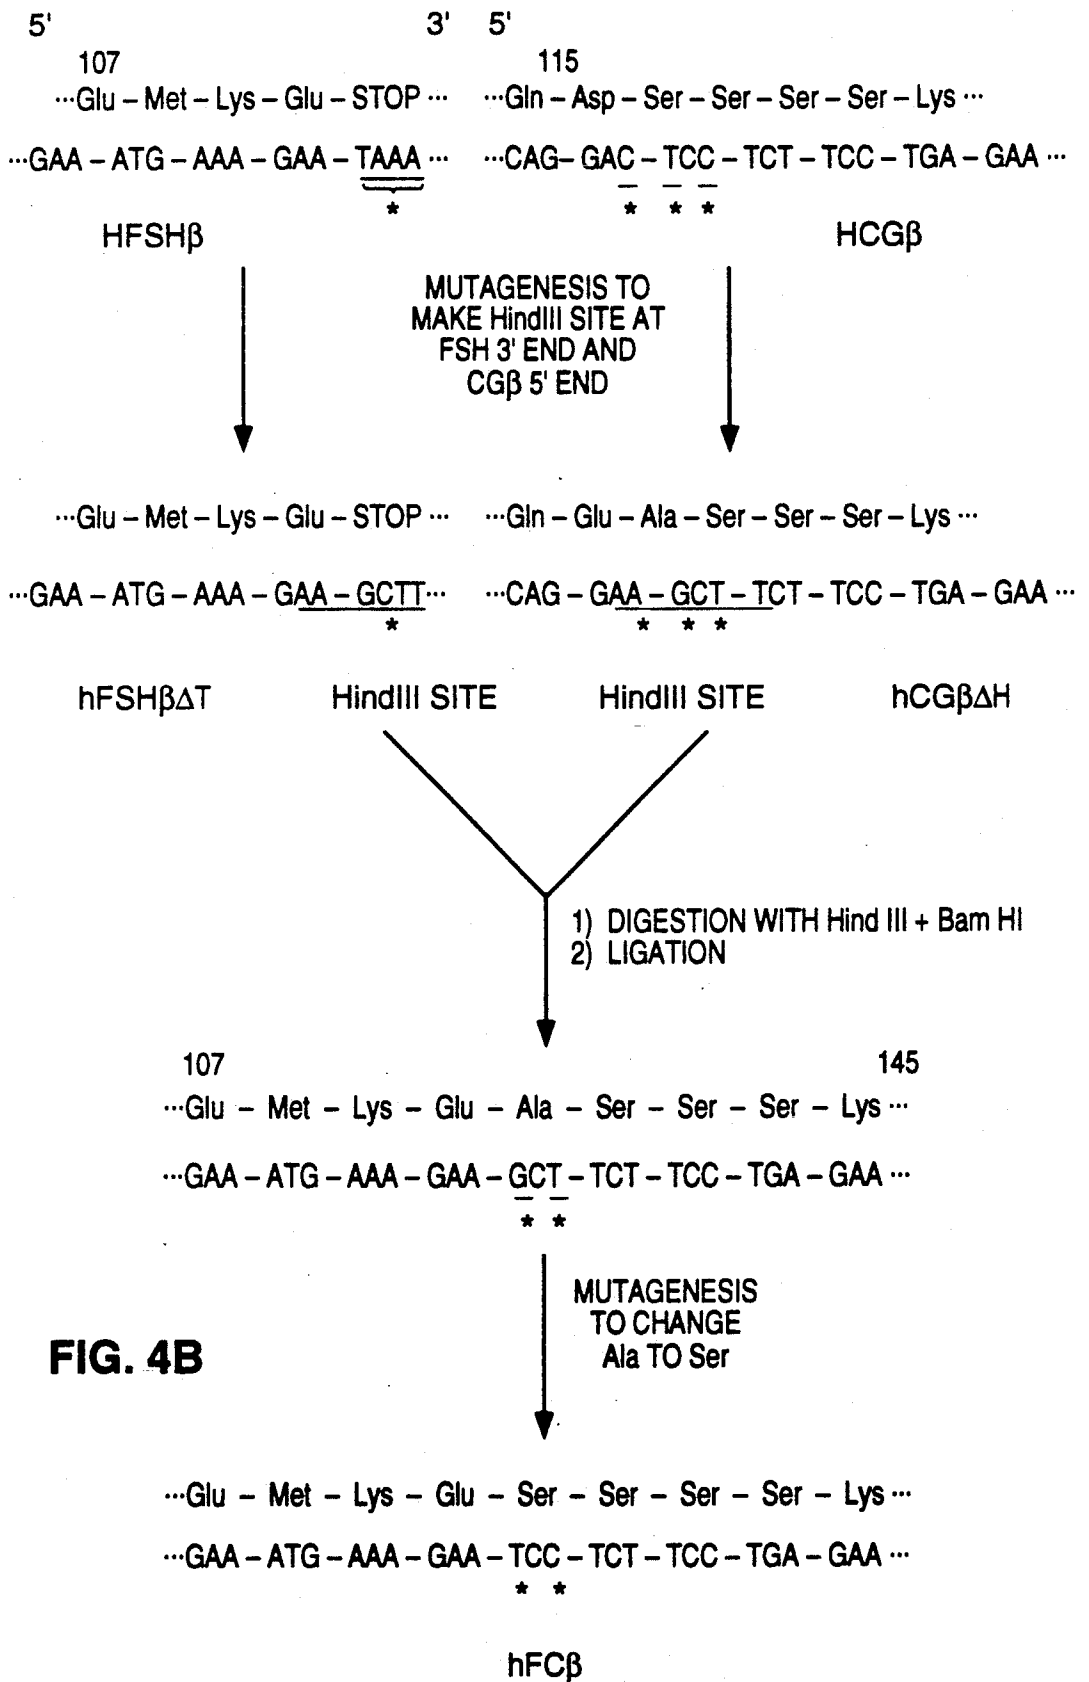 5' 3' 5'
107 115
···Glu – Met – Lys – Glu – STOP ··· ···Gln – Asp – Ser – Ser – Ser – Ser – Lys ···
···GAA – ATG – AAA – GAA – TAAA ··· ···CAG – GAC – TCC – TCT – TCC – TGA – GAA ···
* * * *
HFSHβ HCGβ
MUTAGENESIS TO
MAKE HindIII SITE AT
FSH 3' END AND
CGβ 5' END
···Glu – Met – Lys – Glu – STOP ··· ···Gln – Glu – Ala – Ser – Ser – Ser – Lys ···
···GAA – ATG – AAA – GAA – GCTT ··· ···CAG – GAA – GCT – TCT – TCC – TGA – GAA ···
* * * *
hFSHβΔT HindIII SITE HindIII SITE hCGβΔH
1) DIGESTION WITH Hind III + Bam HI
2) LIGATION
107 145
···Glu – Met – Lys – Glu – Ala – Ser – Ser – Ser – Lys ···
···GAA – ATG – AAA – GAA – GCT – TCT – TCC – TGA – GAA ···
* *
MUTAGENESIS
TO CHANGE
Ala TO Ser
FIG. 4B
···Glu – Met – Lys – Glu – Ser – Ser – Ser – Ser – Lys ···
···GAA – ATG – AAA – GAA – TCC – TCT – TCC – TGA – GAA ···
* *
hFCβ